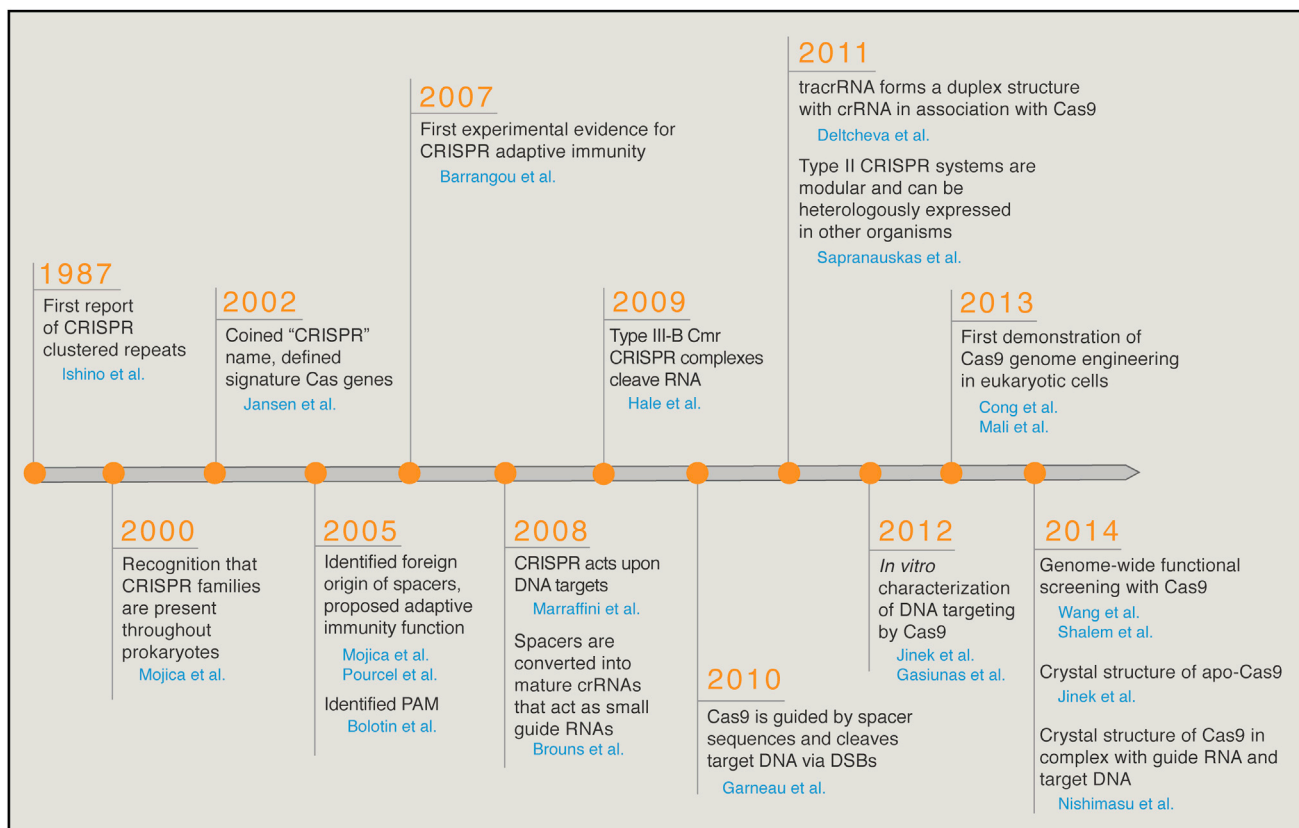 1987
First report
of CRISPR
clustered repeats
Ishino et al.
2000
Recognition that
CRISPR families
are present
throughout
prokaryotes
Mojica et al.
2002
Coined “CRISPR”
name, defined
signature Cas genes
Jansen et al.
2005
Identified foreign
origin of spacers,
proposed adaptive
immunity function
Mojica et al.
Pourcel et al.
Identified PAM
Bolotin et al.
2007
First experimental evidence for
CRISPR adaptive immunity
Barrangou et al.
2008
CRISPR acts upon
DNA targets
Marraffini et al.
Spacers are
converted into
mature crRNAs
that act as small
guide RNAs
Brouns et al.
2009
Type III-B Cmr
CRISPR complexes
cleave RNA
Hale et al.
2010
Cas9 is guided by spacer
sequences and cleaves
target DNA via DSBs
Garneau et al.
2011
tracrRNA forms a duplex structure
with crRNA in association with Cas9
Deltcheva et al.
Type II CRISPR systems are
modular and can be
heterologously expressed
in other organisms
Sapranauskas et al.
2012
In vitro
characterization
of DNA targeting
by Cas9
Jinek et al.
Gasiunas et al.
2013
First demonstration of
Cas9 genome engineering
in eukaryotic cells
Cong et al.
Mali et al.
2014
Genome-wide functional
screening with Cas9
Wang et al.
Shalem et al.
Crystal structure of apo-Cas9
Jinek et al.
Crystal structure of Cas9 in
complex with guide RNA and
target DNA
Nishimasu et al.